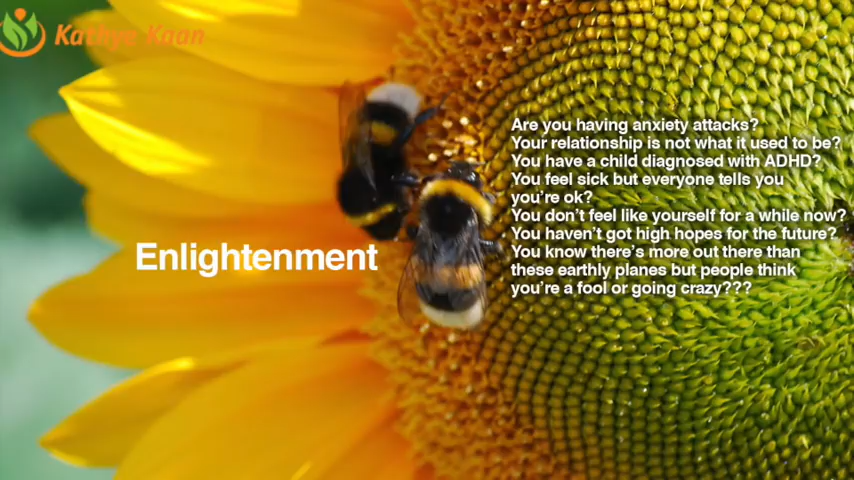 Kathye Kaan
Enlightenment
Are you having anxiety attacks?
Your relationship is not what it used to be?
You have a child diagnosed with ADHD?
You feel sick but everyone tells you
you're ok?
You don't feel like yourself for a while now?
You haven't got high hopes for the future?
You know there's more out there than
these earthly planes but people think
you're a fool or going crazy???